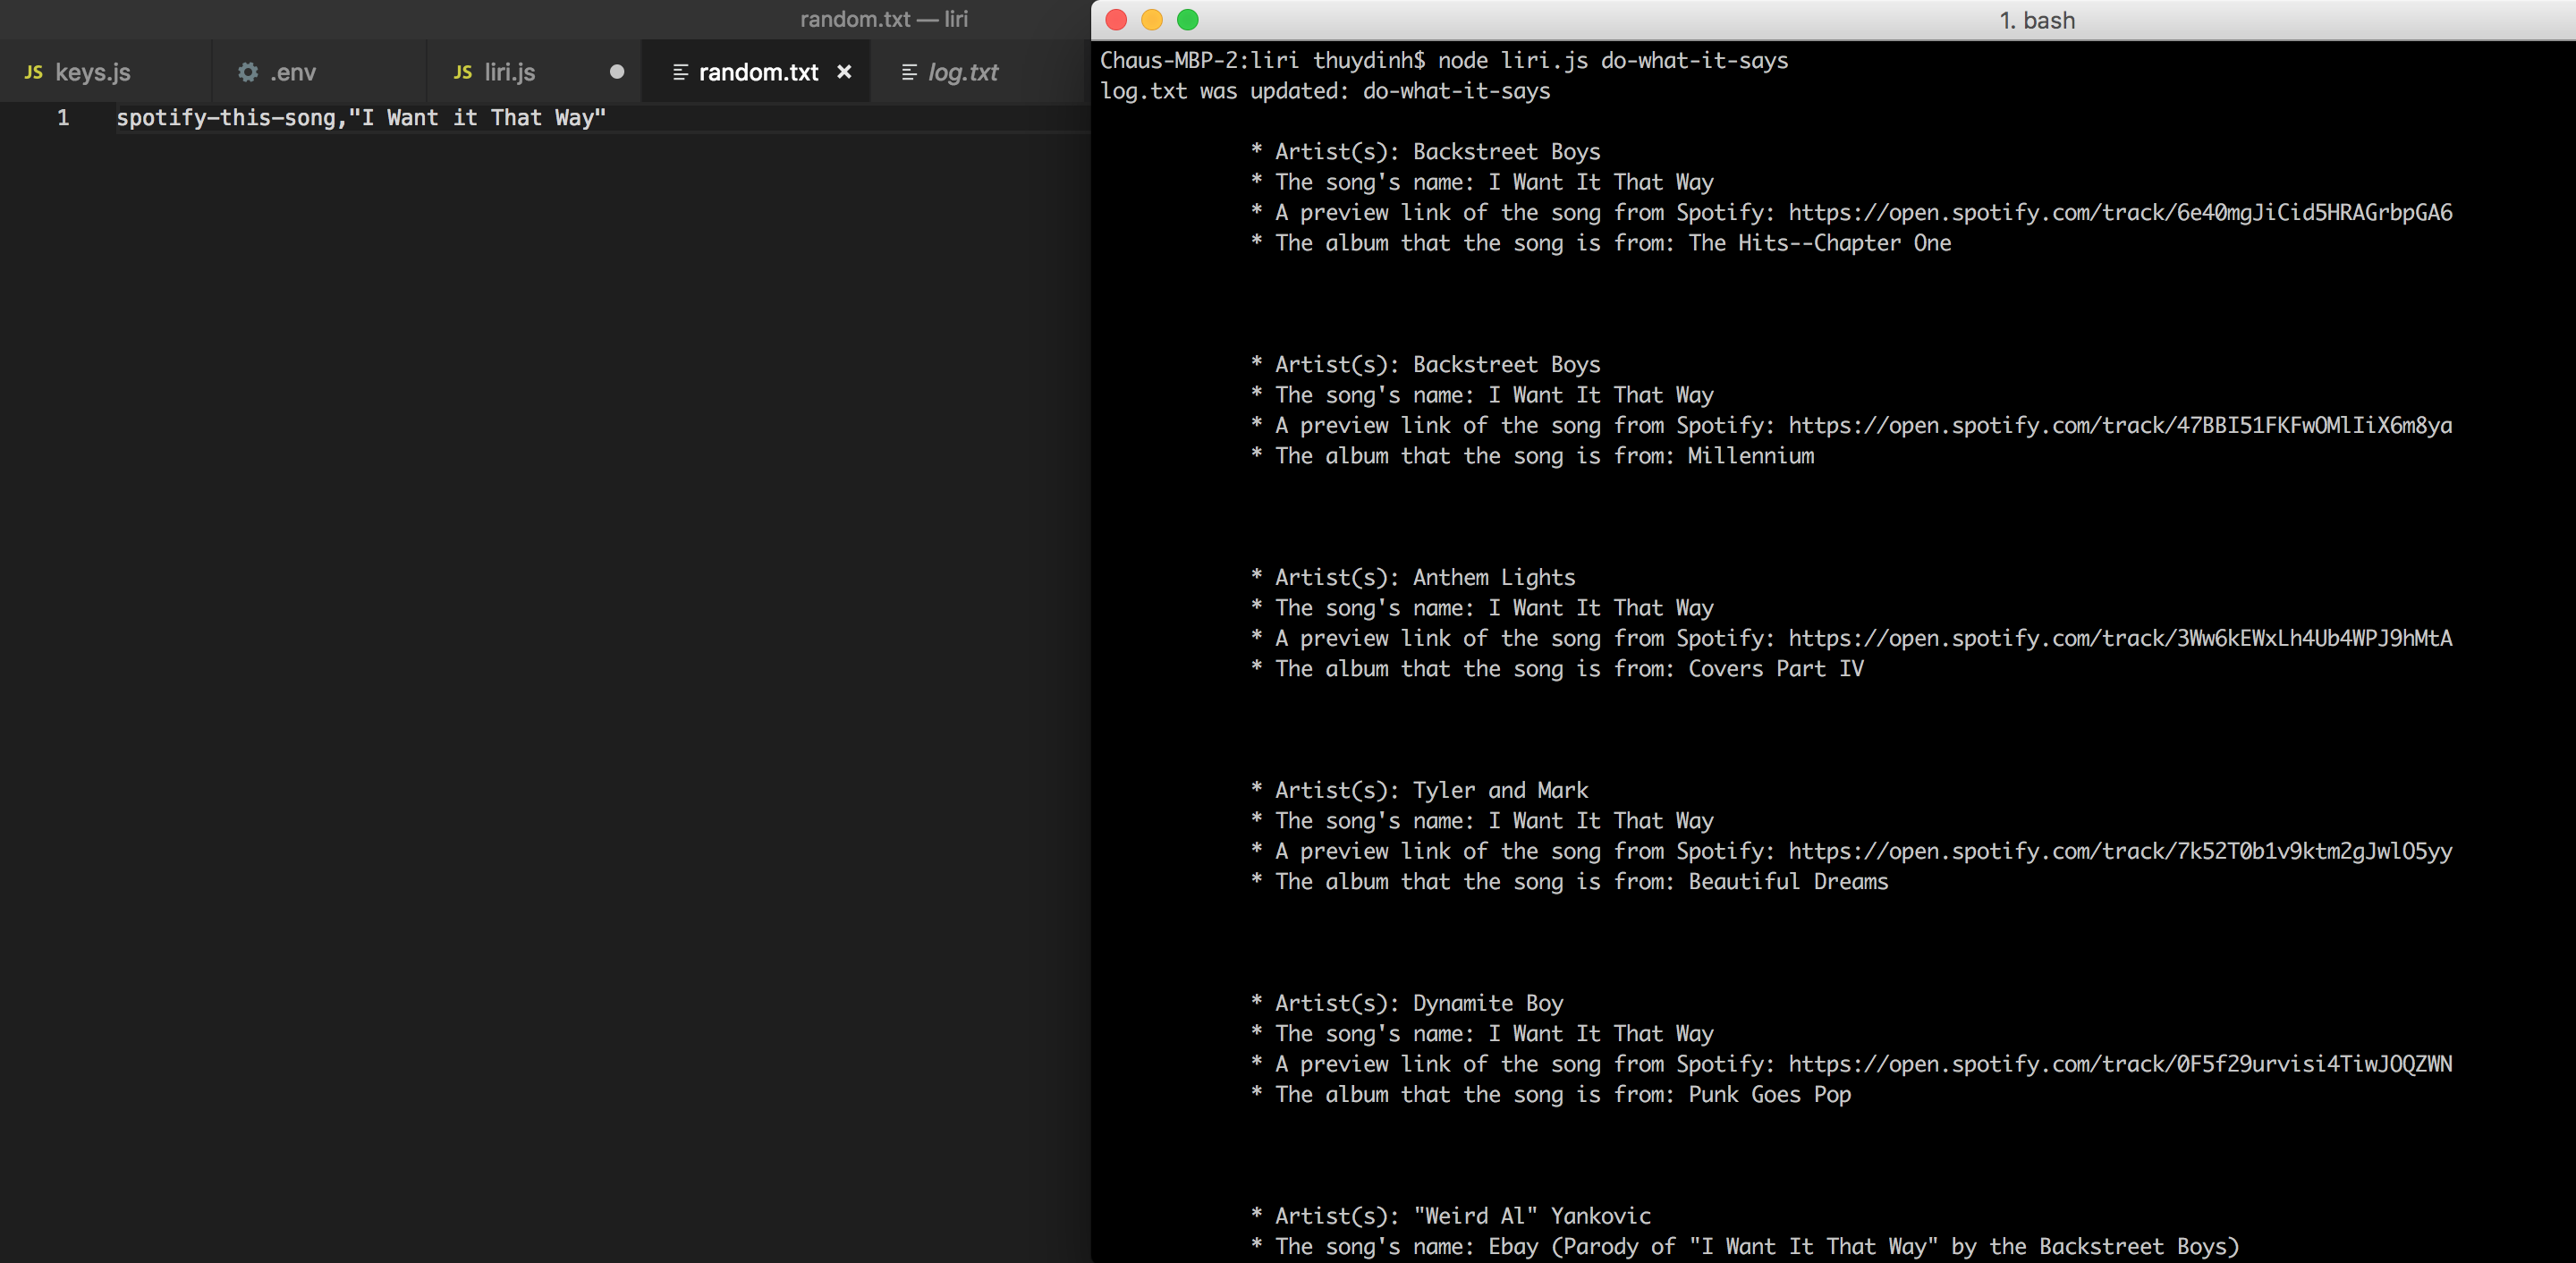 random.txt — liri
JS keys.js
.env
JS liri.js
random.txt
log.txt
1 spotify-this-song,"I Want it That Way"
1. bash
Chaus-MBP-2:liri thuydinh$ node liri.js do-what-it-says
log.txt was updated: do-what-it-says
* Artist(s): Backstreet Boys
* The song's name: I Want It That Way
* A preview link of the song from Spotify: https://open.spotify.com/track/6e40mgJiCid5HRAGrbpGA6
* The album that the song is from: The Hits--Chapter One
* Artist(s): Backstreet Boys
* The song's name: I Want It That Way
* A preview link of the song from Spotify: https://open.spotify.com/track/47BBI51FKFwOMlIiX6m8ya
* The album that the song is from: Millennium
* Artist(s): Anthem Lights
* The song's name: I Want It That Way
* A preview link of the song from Spotify: https://open.spotify.com/track/3Ww6kEWxLh4Ub4WPJ9hMtA
* The album that the song is from: Covers Part IV
* Artist(s): Tyler and Mark
* The song's name: I Want It That Way
* A preview link of the song from Spotify: https://open.spotify.com/track/7k52T0b1v9ktm2gJwlO5yy
* The album that the song is from: Beautiful Dreams
* Artist(s): Dynamite Boy
* The song's name: I Want It That Way
* A preview link of the song from Spotify: https://open.spotify.com/track/0F5f29urvisi4TiwJOQZWN
* The album that the song is from: Punk Goes Pop
* Artist(s): "Weird Al" Yankovic
* The song's name: Ebay (Parody of "I Want It That Way" by the Backstreet Boys)